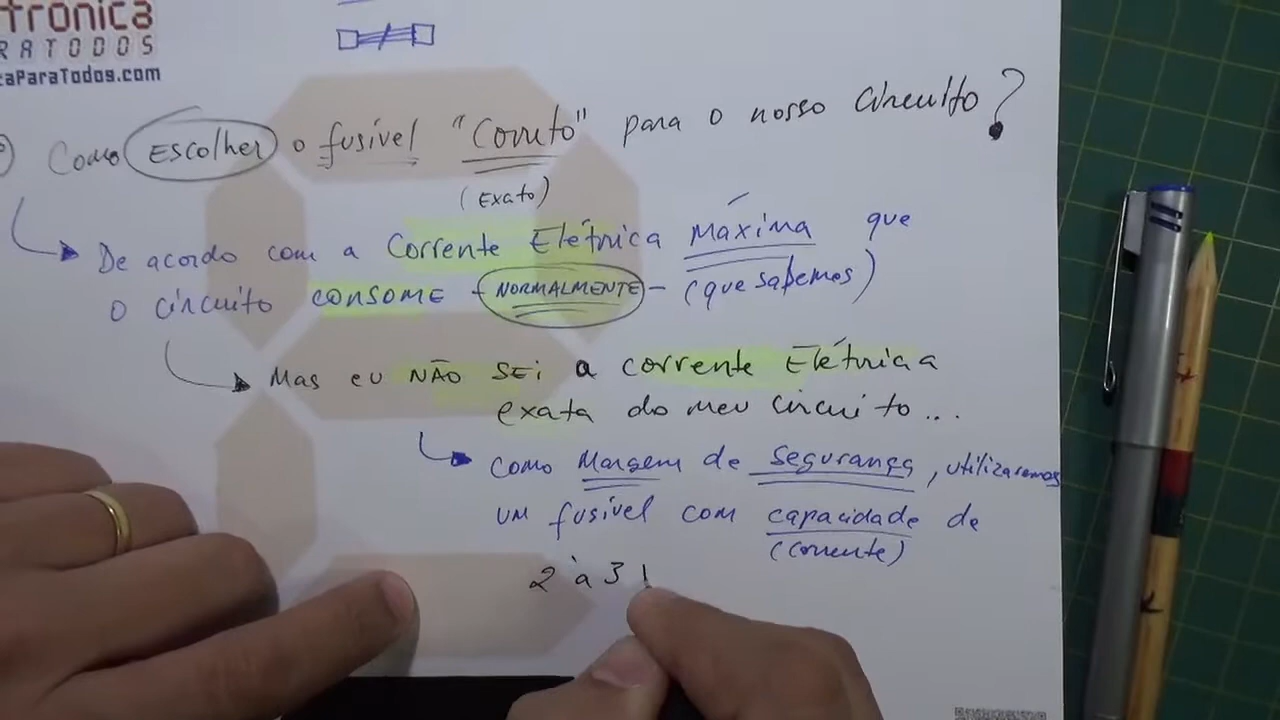 trônica
RATODOS
caParaTodos.com
Como Escolher o fusível "Correto" para o nosso circuito?
(Exato)
De acordo com a Corrente Elétrica Máxima que
o circuito consome - NORMALMENTE - (que sabemos)
Mas eu NÃO SEi a corrente Elétrica
exata do meu circuito...
como Margem de Segurança, utilizaremos
um fusível com capacidade de
(corrente)
2 à 3